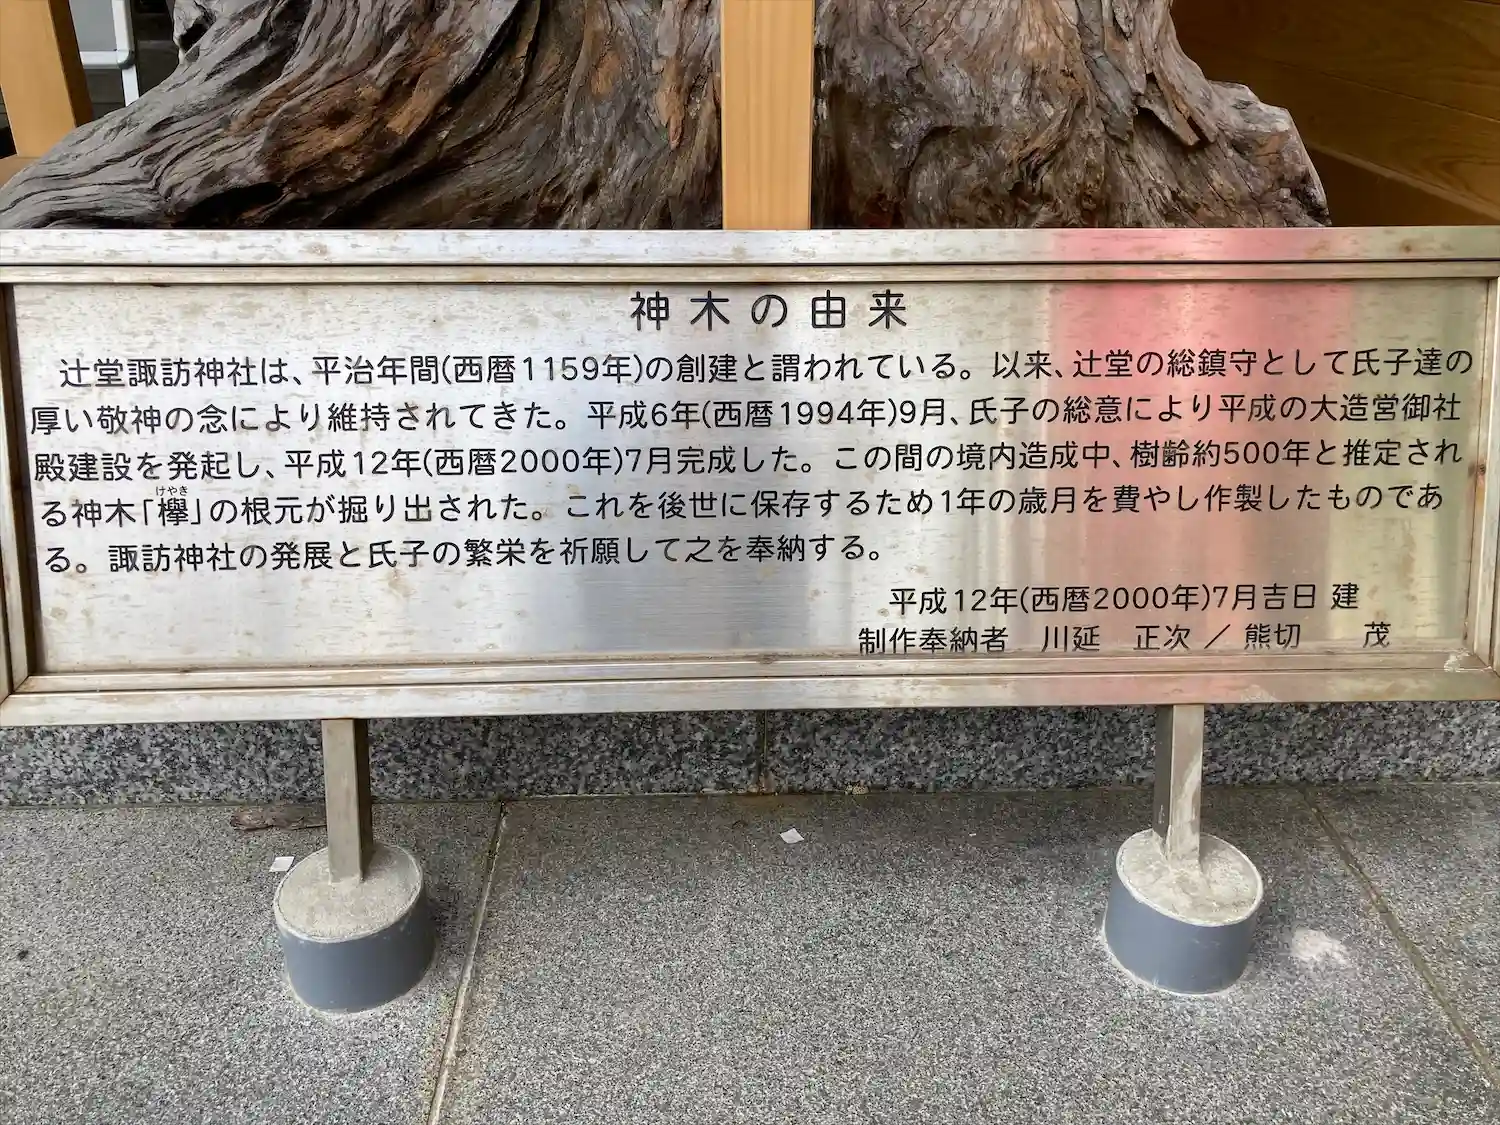 神木の由来
辻堂諏訪神社は、平治年間(西暦1159年)の創建と謂われている。以来、辻堂の総鎮守として氏子達の
厚い敬神の念により維持されてきた。平成6年(西暦1994年)9月、氏子の総意により平成の大造営御社
殿建設を発起し、平成12年(西暦2000年)7月完成した。この間の境内造成中、樹齢約500年と推定され
けやき
る神木「欅」の根元が掘り出された。これを後世に保存するため1年の歳月を費やし作製したものであ
る。諏訪神社の発展と氏子の繁栄を祈願して之を奉納する。
平成12年(西暦2000年)7月吉日 建
制作奉納者　川延　正次 ／ 熊切　　茂